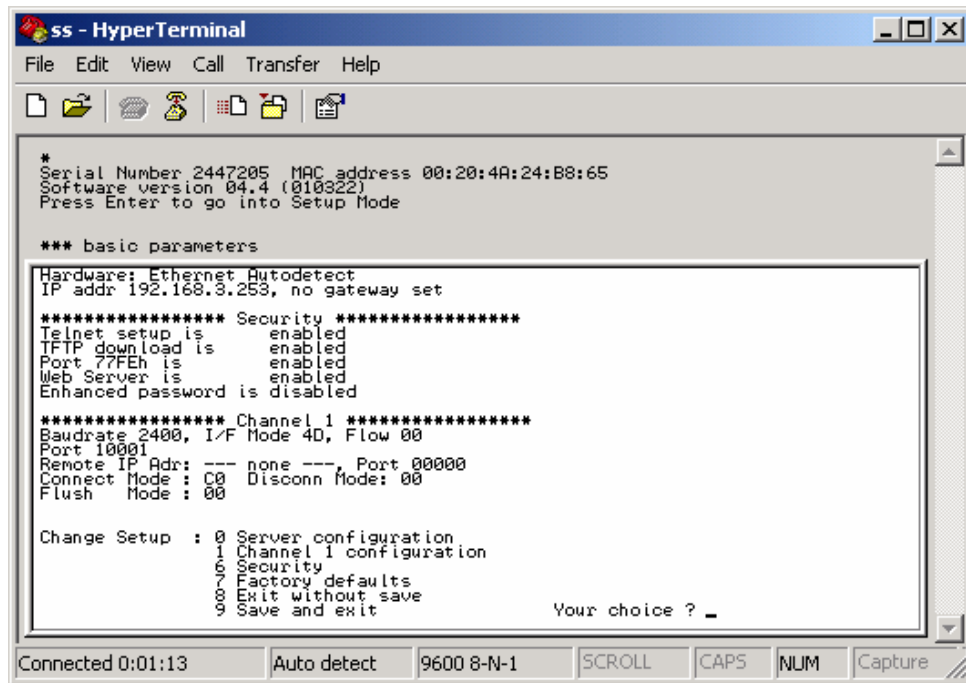 ss - HyperTerminal
File Edit View Call Transfer Help
*
Serial Number 2447205  MAC address 00:20:4A:24:B8:65
Software version 04.4 (010322)
Press Enter to go into Setup Mode
*** basic parameters
Hardware: Ethernet Autodetect
IP addr 192.168.3.253, no gateway set
***************** Security *****************
Telnet setup is      enabled
TFTP download is     enabled
Port 77FEh is        enabled
Web Server is        enabled
Enhanced password is disabled
***************** Channel 1 *****************
Baudrate 2400, I/F Mode 4D, Flow 00
Port 10001
Remote IP Adr: --- none ---, Port 00000
Connect Mode : C0  Disconn Mode: 00
Flush   Mode : 00
Change Setup  : 0 Server configuration
1 Channel 1 configuration
6 Security
7 Factory defaults
8 Exit without save
9 Save and exit          Your choice ? _
Connected 0:01:13 Auto detect 9600 8-N-1 SCROLL CAPS NUM Capture